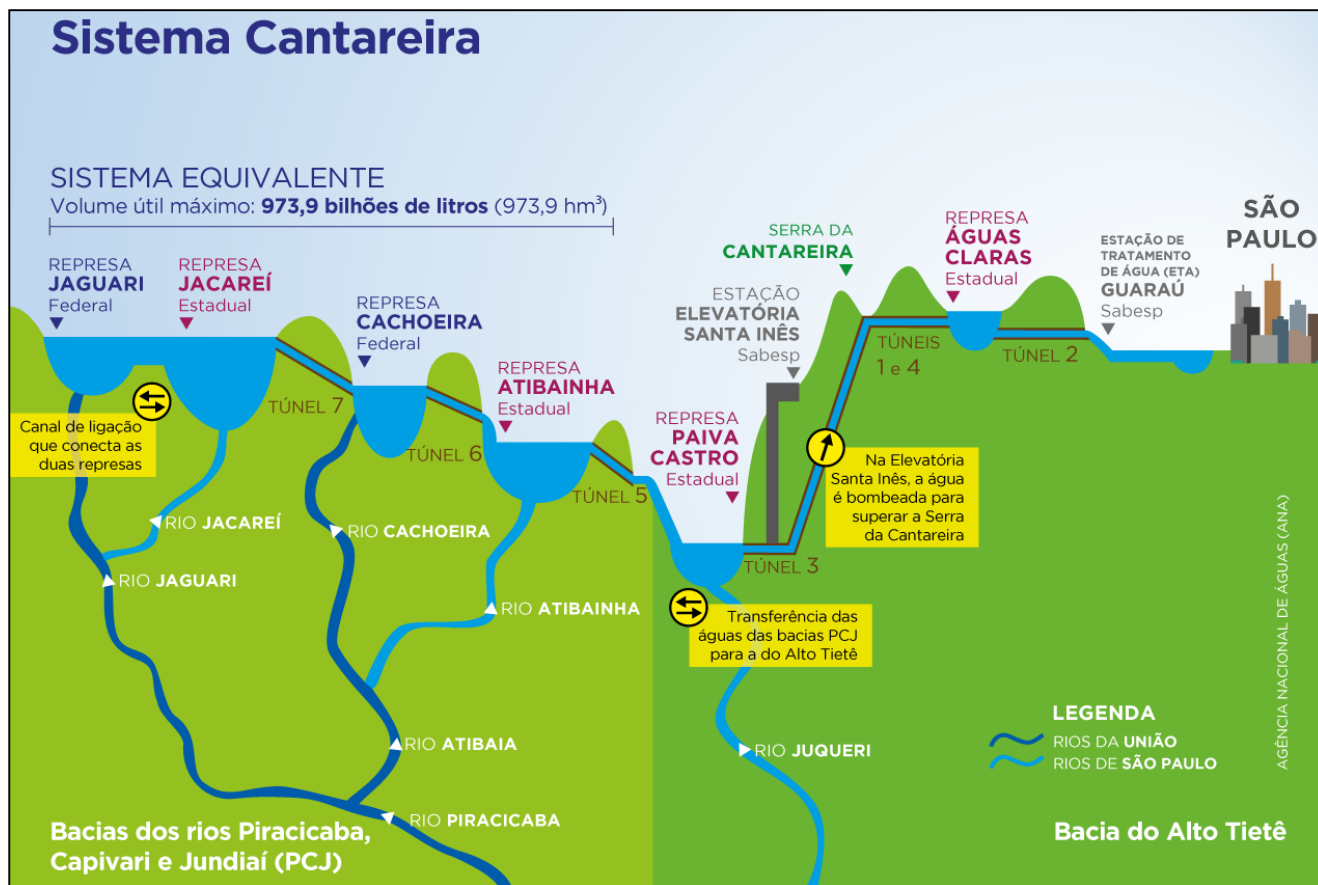 Sistema Cantareira
SISTEMA EQUIVALENTE
Volume útil máximo: 973,9 bilhões de litros (973,9 hm³)
REPRESA
JAGUARI
Federal
REPRESA
JACAREÍ
Estadual
REPRESA
CACHOEIRA
Federal
REPRESA
ATIBAINHA
Estadual
REPRESA
PAIVA
CASTRO
Estadual
ESTAÇÃO
ELEVATÓRIA
SANTA INÊS
Sabesp
SERRA DA
CANTAREIRA
REPRESA
ÁGUAS
CLARAS
Estadual
ESTAÇÃO DE
TRATAMENTO
DE ÁGUA (ETA)
GUARAÚ
Sabesp
SÃO
PAULO
TÚNEL 7
TÚNEL 6
TÚNEL 5
TÚNEL 3
TÚNEIS
1 e 4
TÚNEL 2
Canal de ligação
que conecta as
duas represas
Na Elevatória
Santa Inês, a água
é bombeada para
superar a Serra
da Cantareira
Transferência das
águas das bacias PCJ
para a do Alto Tietê
RIO JACAREÍ
RIO JAGUARI
RIO CACHOEIRA
RIO ATIBAINHA
RIO ATIBAIA
RIO PIRACICABA
RIO JUQUERI
LEGENDA
RIOS DA UNIÃO
RIOS DE SÃO PAULO
AGÊNCIA NACIONAL DE ÁGUAS (ANA)
Bacias dos rios Piracicaba,
Capivari e Jundiaí (PCJ)
Bacia do Alto Tietê